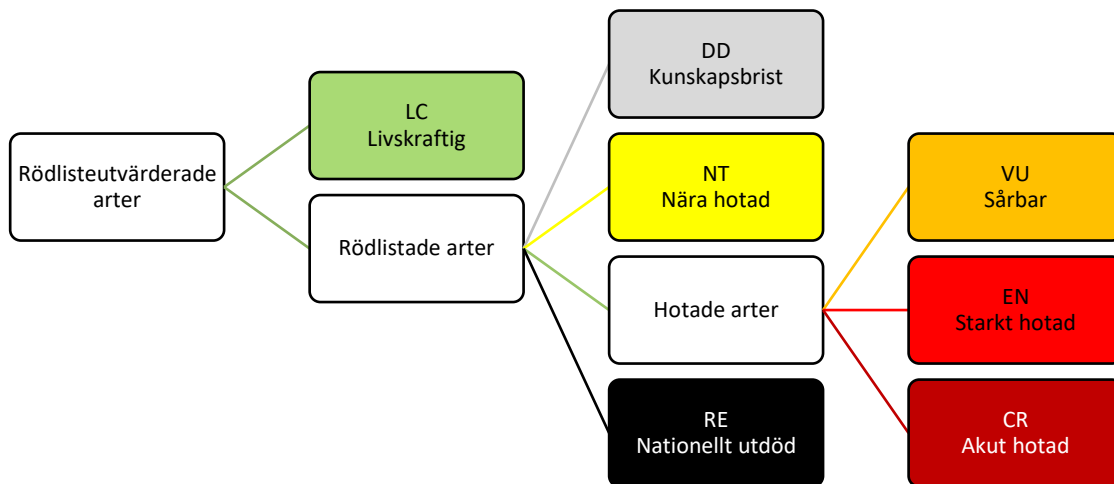 Rödlisteutvärderade
arter
LC
Livskraftig
Rödlistade arter
DD
Kunskapsbrist
NT
Nära hotad
Hotade arter
RE
Nationellt utdöd
VU
Sårbar
EN
Starkt hotad
CR
Akut hotad